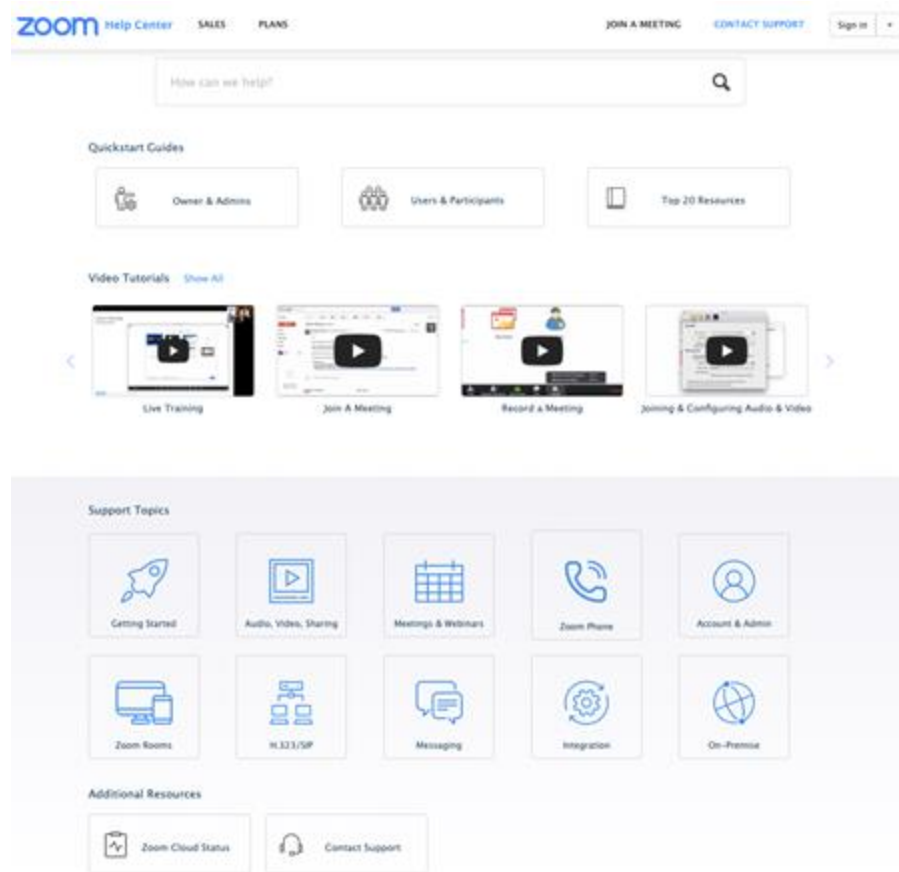 zoom Help Center SALES PLANS JOIN A MEETING CONTACT SUPPORT Sign in
How can we help?
Quickstart Guides
Owner & Admins Users & Participants Top 20 Resources
Video Tutorials Show All
Live Training Join A Meeting Record a Meeting Joining & Configuring Audio & Video
Support Topics
Getting Started Audio, Video, Sharing Meetings & Webinars Zoom Phone Account & Admin
Zoom Rooms H.323/SIP Messaging Integration On-Premise
Additional Resources
Zoom Cloud Status Contact Support